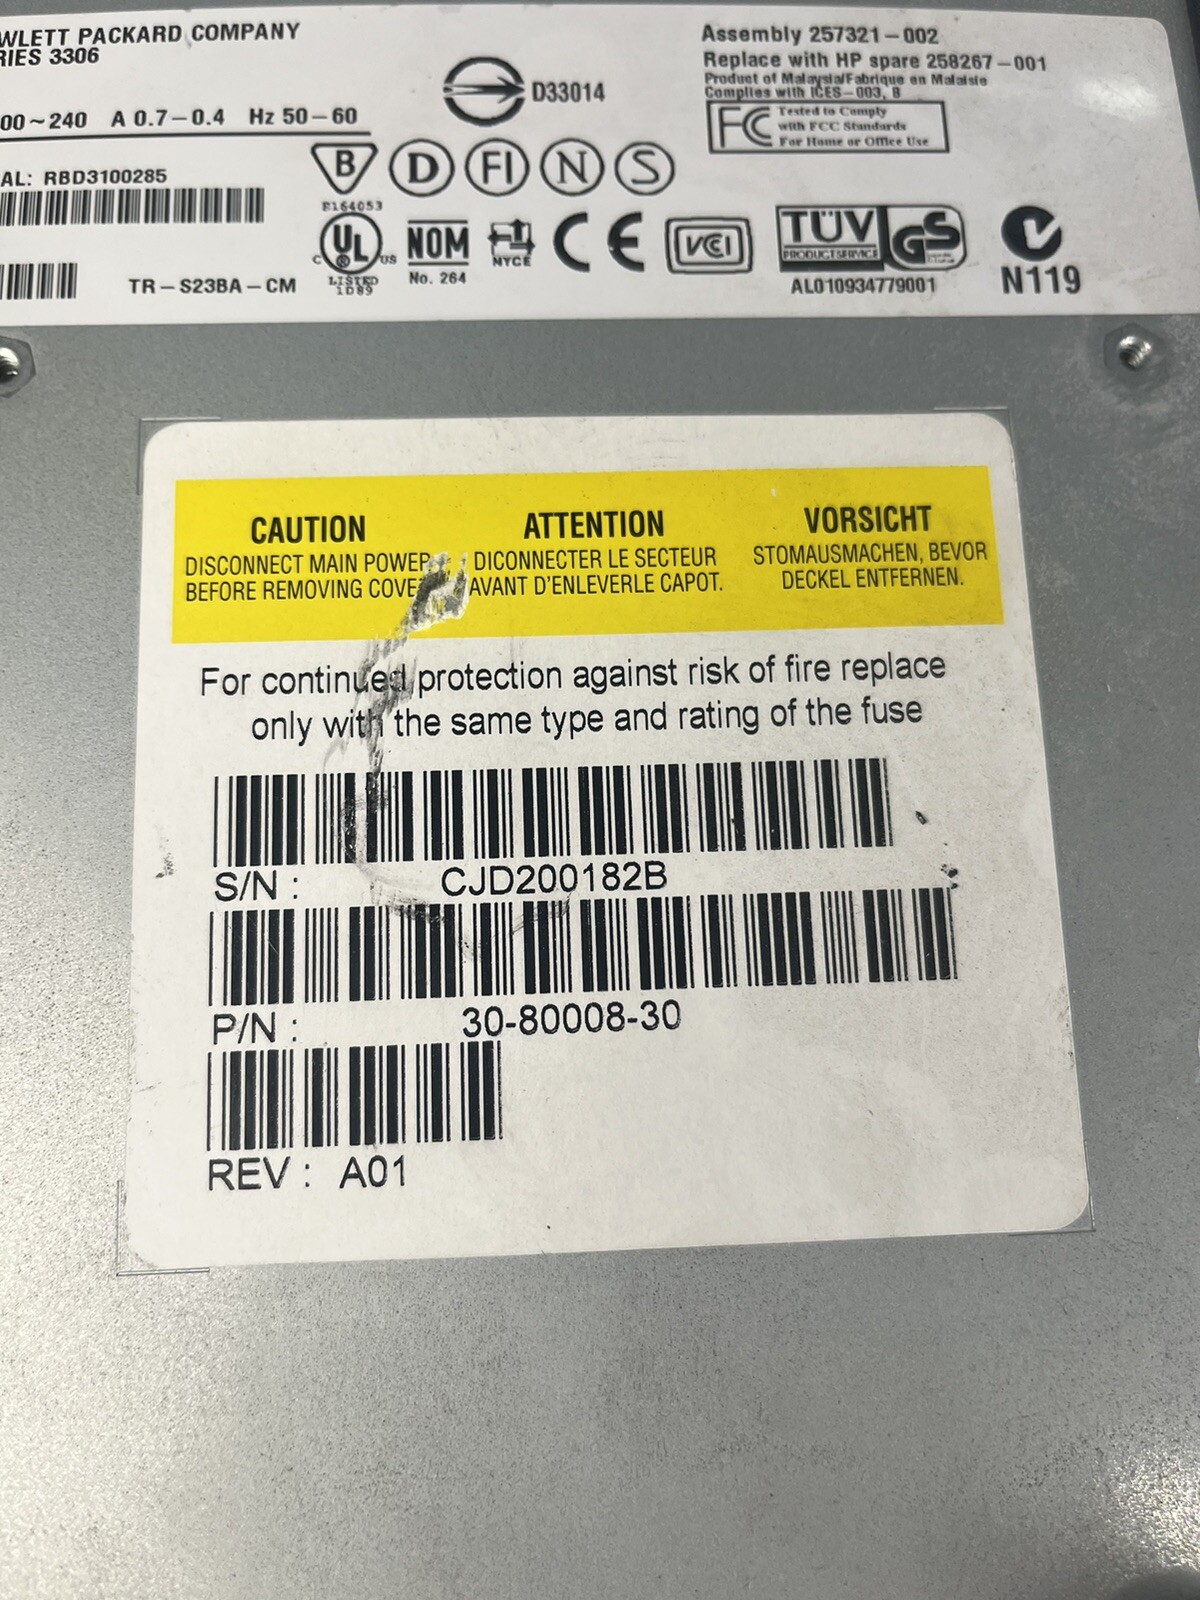 WLETT PACKARD COMPANY
RIES 3306
00~240 A 0.7-0.4 Hz 50-60
AL: RBD3100285
TR-S23BA-CM
D33014
B D FI N S
E164053
C UL US
LISTED
1D89
NOM
No. 264
NYCE
CE
VCI
TÜV
PRODUCT SERVICE
GS
AL010934779001
N119
Assembly 257321-002
Replace with HP spare 258267-001
Product of Malaysia/Fabrique en Malaisie
Complies with ICES-003, B
FC
Tested to Comply
with FCC Standards
For Home or Office Use
CAUTION
DISCONNECT MAIN POWER
BEFORE REMOVING COVE
ATTENTION
DICONNECTER LE SECTEUR
AVANT D'ENLEVERLE CAPOT.
VORSICHT
STOMAUSMACHEN, BEVOR
DECKEL ENTFERNEN.
For continued protection against risk of fire replace
only with the same type and rating of the fuse
S/N : CJD200182B
P/N : 30-80008-30
REV : A01